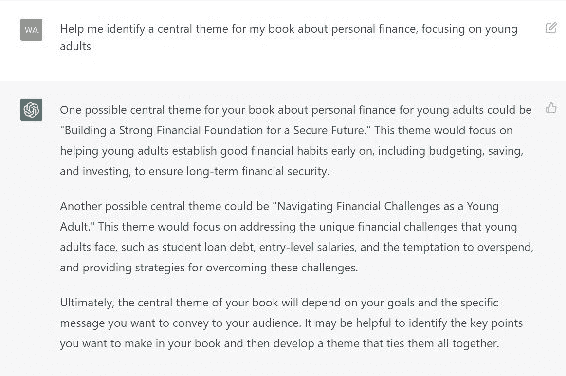 WA
Help me identify a central theme for my book about personal finance, focusing on young
adults
One possible central theme for your book about personal finance for young adults could be
"Building a Strong Financial Foundation for a Secure Future." This theme would focus on
helping young adults establish good financial habits early on, including budgeting, saving,
and investing, to ensure long-term financial security.
Another possible central theme could be "Navigating Financial Challenges as a Young
Adult." This theme would focus on addressing the unique financial challenges that young
adults face, such as student loan debt, entry-level salaries, and the temptation to overspend,
and providing strategies for overcoming these challenges.
Ultimately, the central theme of your book will depend on your goals and the specific
message you want to convey to your audience. It may be helpful to identify the key points
you want to make in your book and then develop a theme that ties them all together.